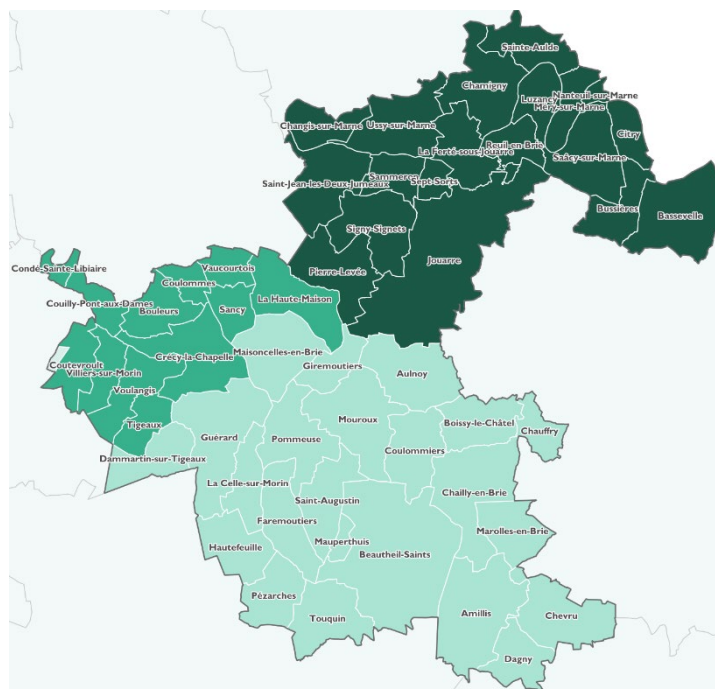 Sainte-Aulde
Chamigny
Nanteuil-sur-Marne
Luzancy
Méry-sur-Marne
Changis-sur-Marne
Ussy-sur-Marne
Citry
Reuil-en-Brie
La Ferté-sous-Jouarre
Saâcy-sur-Marne
Sammeron
Sept-Sorts
Saint-Jean-les-Deux-Jumeaux
Bussières
Bassevelle
Signy-Signets
Jouarre
Pierre-Levée
Condé-Sainte-Libiaire
Vaucourtois
Coulommes
La Haute-Maison
Couilly-Pont-aux-Dames
Bouleurs
Sancy
Maisoncelles-en-Brie
Crécy-la-Chapelle
Coutevroult
Villiers-sur-Morin
Giremoutiers
Aulnoy
Voulangis
Mouroux
Tigeaux
Boissy-le-Châtel
Chauffry
Guérard
Pommeuse
Coulommiers
Dammartin-sur-Tigeaux
La Celle-sur-Morin
Chailly-en-Brie
Saint-Augustin
Faremoutiers
Marolles-en-Brie
Mauperthuis
Hautefeuille
Beautheil-Saints
Pézarches
Touquin
Amillis
Chevru
Dagny